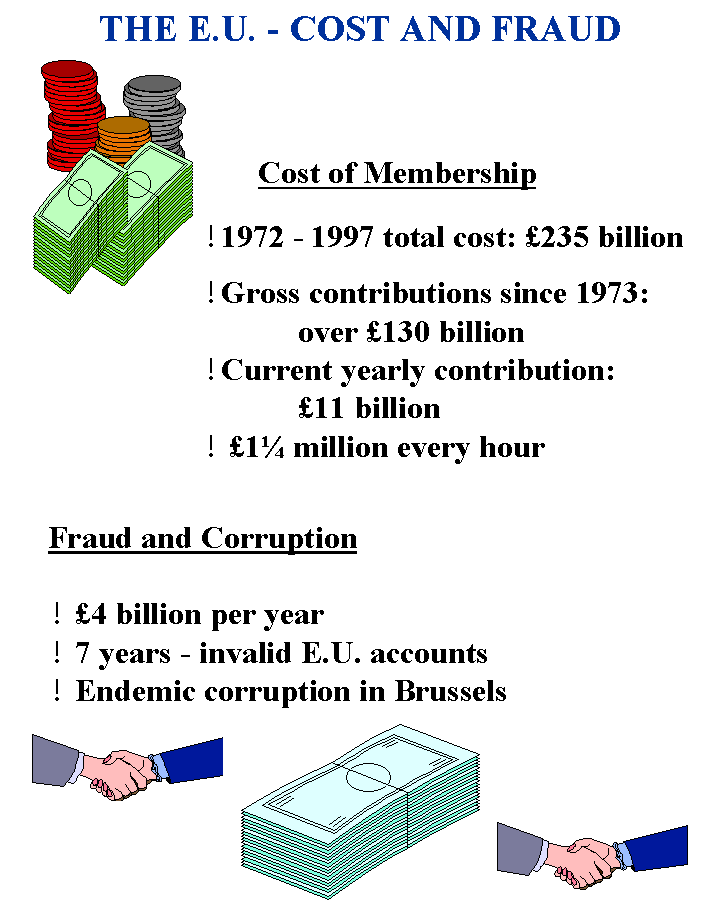 THE E.U. - COST AND FRAUD
Cost of Membership
! 1972 - 1997 total cost: £235 billion
! Gross contributions since 1973:
over £130 billion
! Current yearly contribution:
£11 billion
! £1¼ million every hour
Fraud and Corruption
! £4 billion per year
! 7 years - invalid E.U. accounts
! Endemic corruption in Brussels